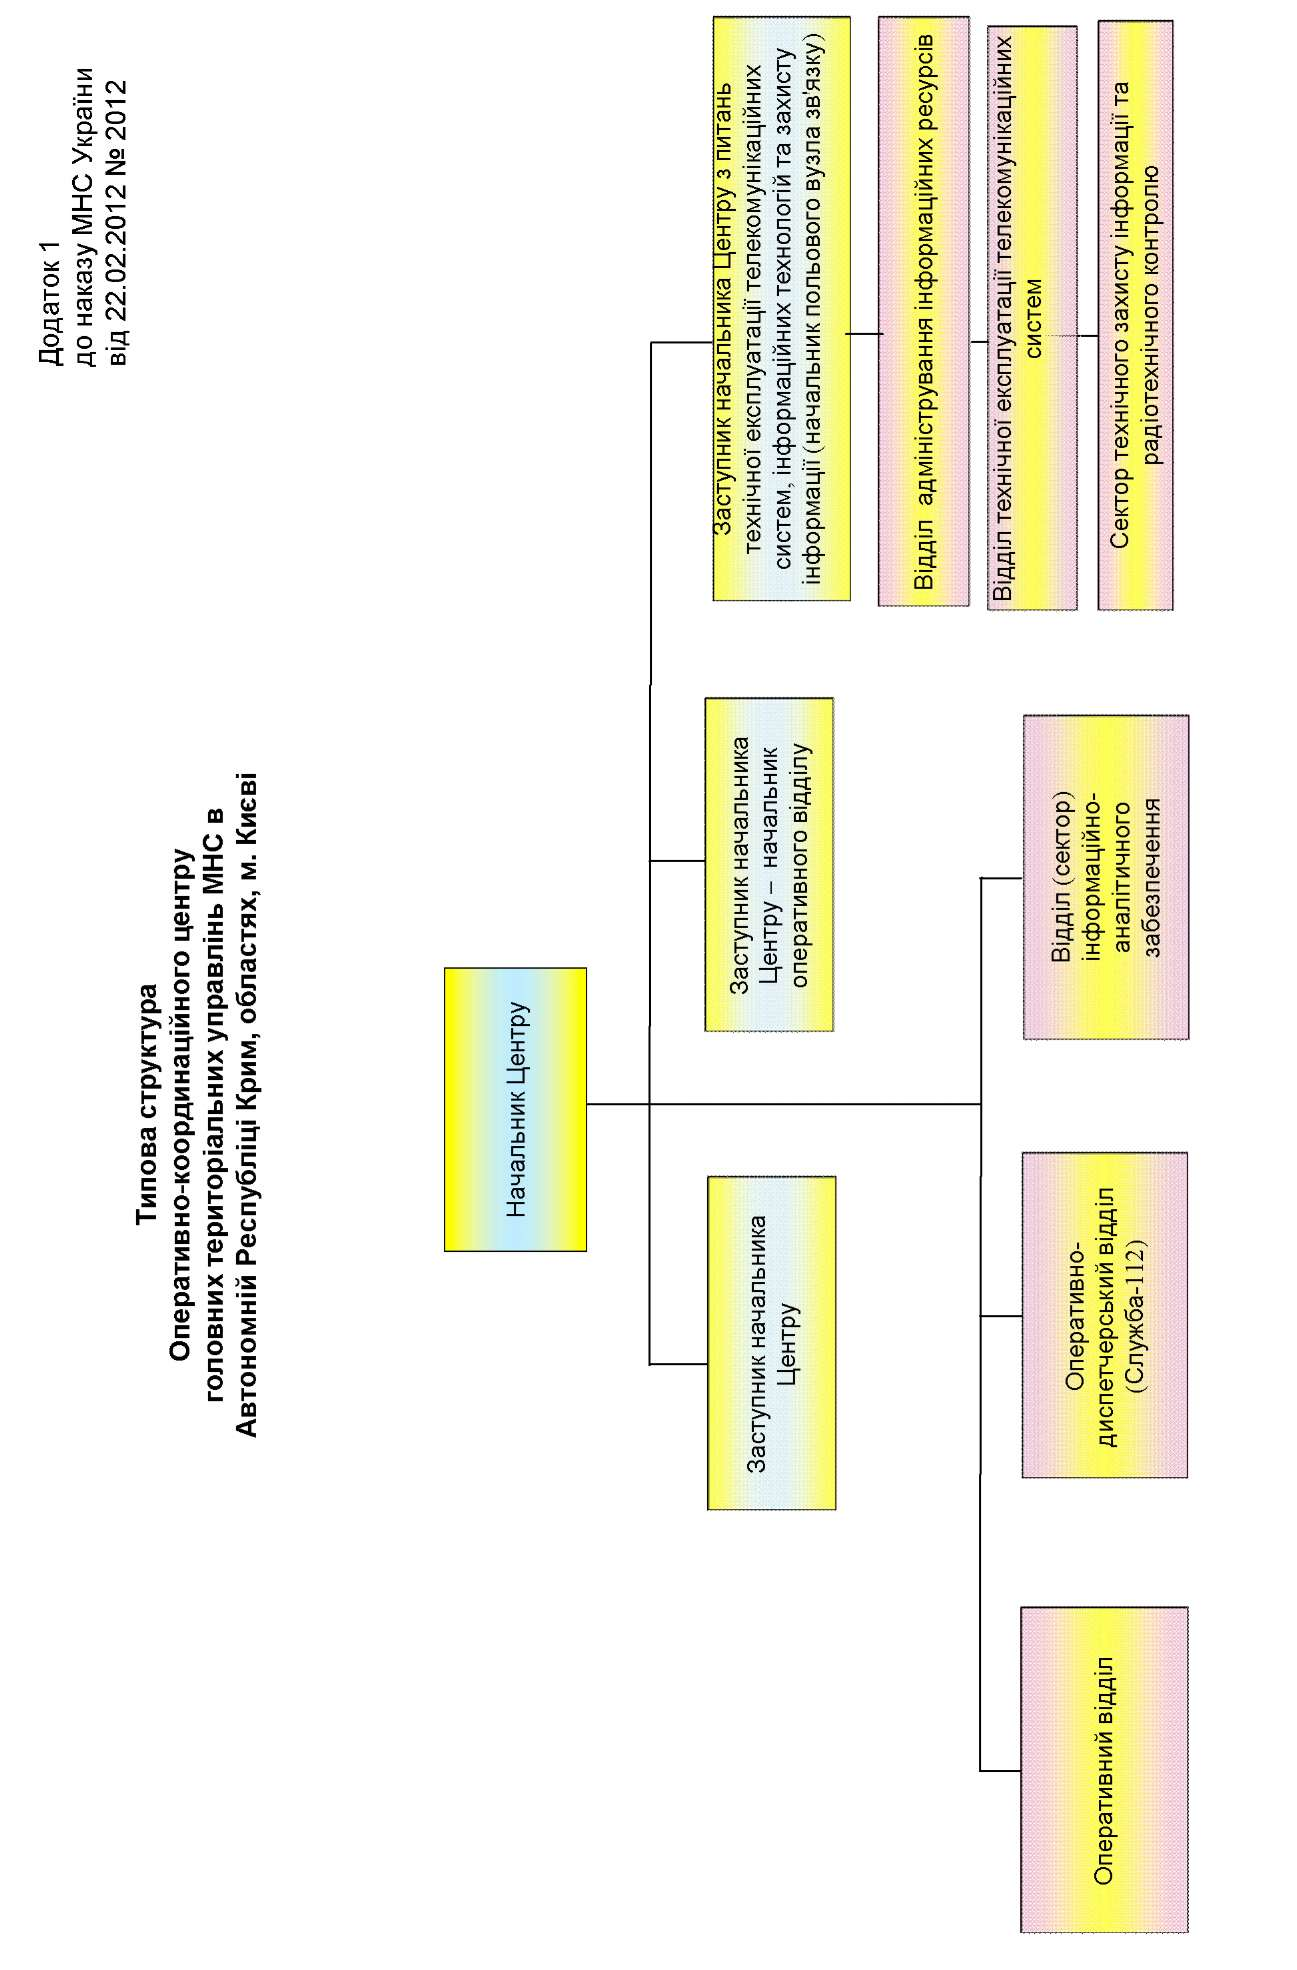 Додаток 1
до наказу МНС України
від 22.02.2012 № 2012
Типова структура
Оперативно-координаційного центру
головних територіальних управлінь МНС в
Автономній Республіці Крим, областях, м. Києві
Начальник Центру
Заступник начальника
Центру
Заступник начальника
Центру – начальник
оперативного відділу
Заступник начальника Центру з питань
технічної експлуатації телекомунікаційних
систем, інформаційних технологій та захисту
інформації (начальник польового вузла зв'язку)
Відділ адміністрування інформаційних ресурсів
Відділ технічної експлуатації телекомунікаційних
систем
Сектор технічного захисту інформації та
радіотехнічного контролю
Оперативний відділ
Оперативно-
диспетчерський відділ
(Служба-112)
Відділ (сектор)
інформаційно-
аналітичного
забезпечення